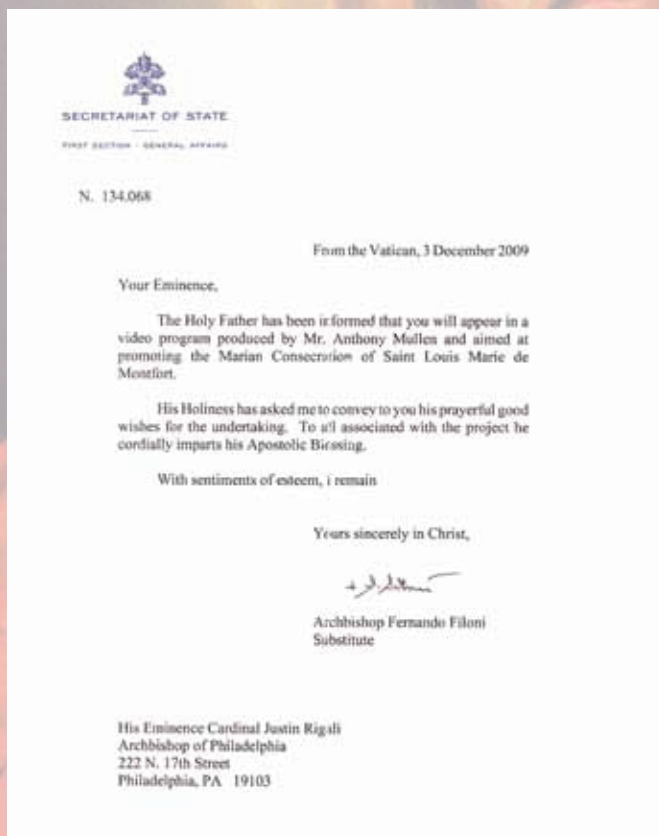 SECRETARIAT OF STATE
FIRST SECTION - GENERAL AFFAIRS
N. 134.068
From the Vatican, 3 December 2009
Your Eminence,
The Holy Father has been informed that you will appear in a
video program produced by Mr. Anthony Mullen and aimed at
promoting the Marian Consecration of Saint Louis Marie de
Montfort.
His Holiness has asked me to convey to you his prayerful good
wishes for the undertaking. To all associated with the project he
cordially imparts his Apostolic Blessing.
With sentiments of esteem, i remain
Yours sincerely in Christ,
Archbishop Fernando Filoni
Substitute
His Eminence Cardinal Justin Rigali
Archbishop of Philadelphia
222 N. 17th Street
Philadelphia, PA 19103